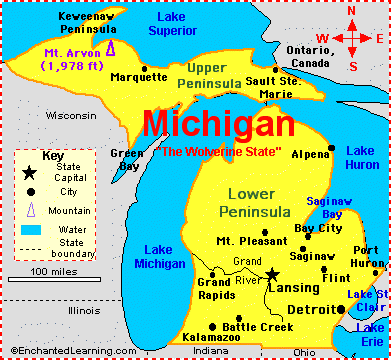 Keweenaw
Peninsula
Lake
Superior
N
W
E
S
Mt. Arvon
(1,978 ft)
Marquette
Upper
Peninsula
Ontario,
Canada
Sault Ste.
Marie
Wisconsin
Michigan
"The Wolverine State"
Green
Bay
Alpena
Lake
Huron
Key
State
Capital
City
Mountain
Water
State
boundary
100 miles
Lower
Peninsula
Saginaw
Bay
Bay City
Mt. Pleasant
Saginaw
Port
Huron
Lake
Michigan
Grand
River
Grand
Rapids
Lansing
Flint
Lake St.
Clair
Illinois
Detroit
Battle Creek
Kalamazoo
Lake
Erie
©EnchantedLearning.com
Indiana
Ohio